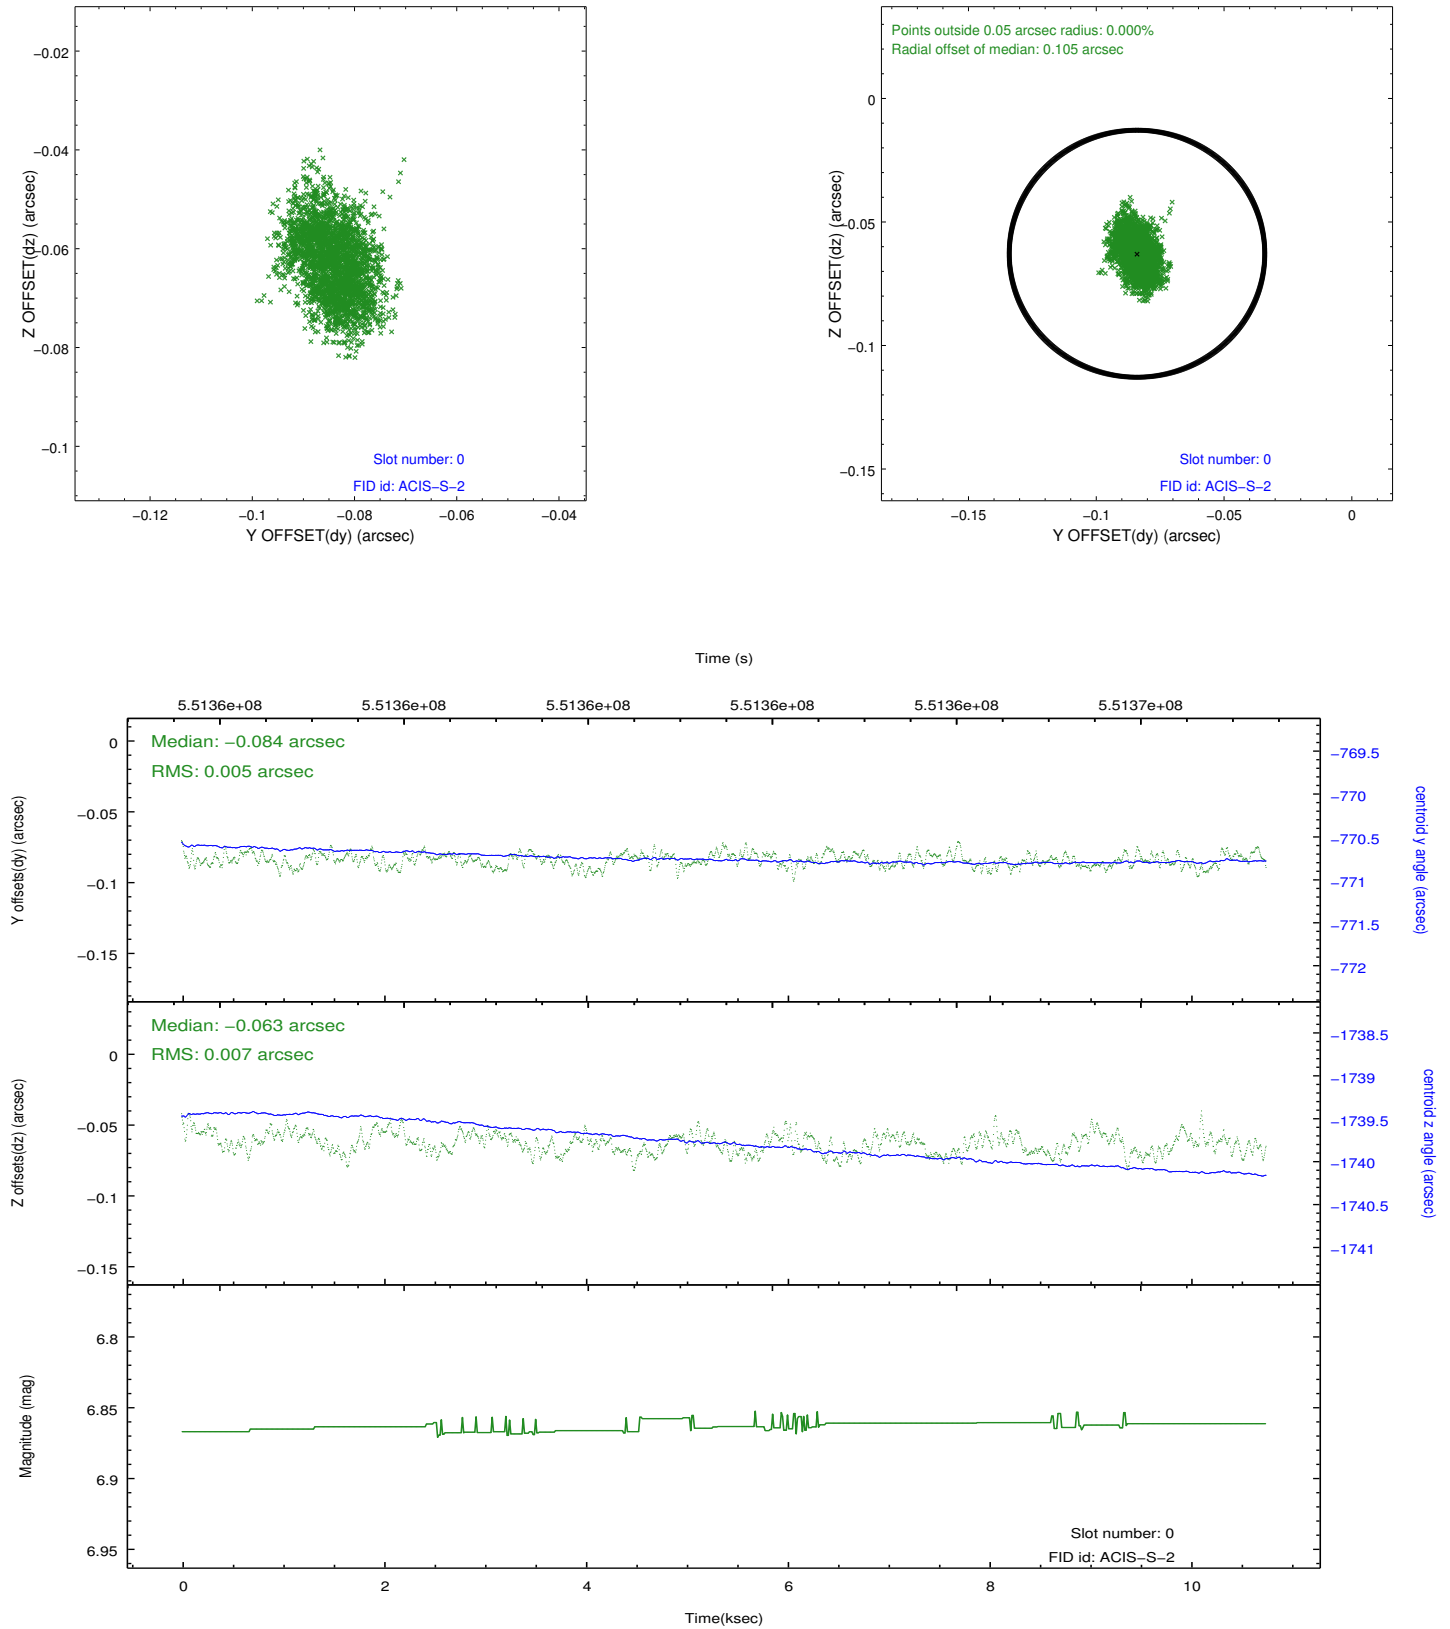 −0.02
−0.04
−0.06
−0.08
−0.1
Z OFFSET(dz) (arcsec)
Slot number: 0
FID id: ACIS−S−2
−0.12
−0.1
−0.08
−0.06
−0.04
Y OFFSET(dy) (arcsec)
Points outside 0.05 arcsec radius: 0.000%
Radial offset of median: 0.105 arcsec
0
−0.05
−0.1
−0.15
Z OFFSET(dz) (arcsec)
Slot number: 0
FID id: ACIS−S−2
−0.15
−0.1
−0.05
0
Y OFFSET(dy) (arcsec)
Time (s)
5.5136e+08
5.5136e+08
5.5136e+08
5.5136e+08
5.5136e+08
5.5137e+08
Median: −0.084 arcsec
RMS: 0.005 arcsec
0
−0.05
−0.1
−0.15
Y offsets(dy) (arcsec)
−769.5
−770
−770.5
−771
−771.5
−772
centroid y angle (arcsec)
Median: −0.063 arcsec
RMS: 0.007 arcsec
0
−0.05
−0.1
−0.15
Z offsets(dz) (arcsec)
−1738.5
−1739
−1739.5
−1740
−1740.5
−1741
centroid z angle (arcsec)
6.8
6.85
6.9
6.95
Magnitude (mag)
Slot number: 0
FID id: ACIS−S−2
0
2
4
6
8
10
Time(ksec)